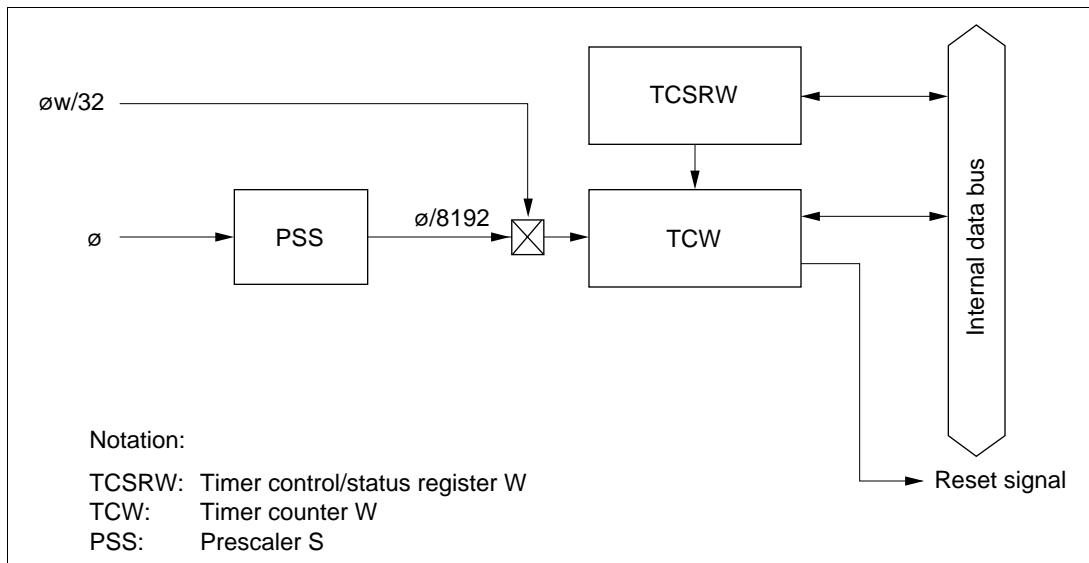 TCSRW
øw/32
ø/8192
ø
PSS
TCW
Internal data bus
Notation:
TCSRW: Timer control/status register W
TCW: Timer counter W
PSS: Prescaler S
Reset signal